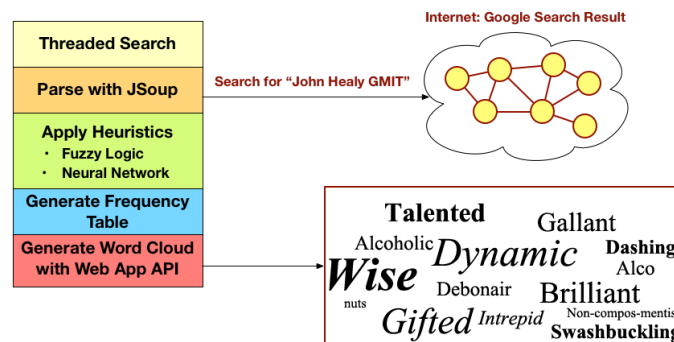 Internet: Google Search Result
Threaded Search
Parse with JSoup
Search for “John Healy GMIT”
Apply Heuristics
• Fuzzy Logic
• Neural Network
Generate Frequency
Table
Generate Word Cloud
with Web App API
Talented
Gallant
Alcoholic
Dynamic
Dashing
Wise
Alco
Debonair
Brilliant
nuts
Gifted
Intrepid
Non-compos-mentis
Swashbuckling